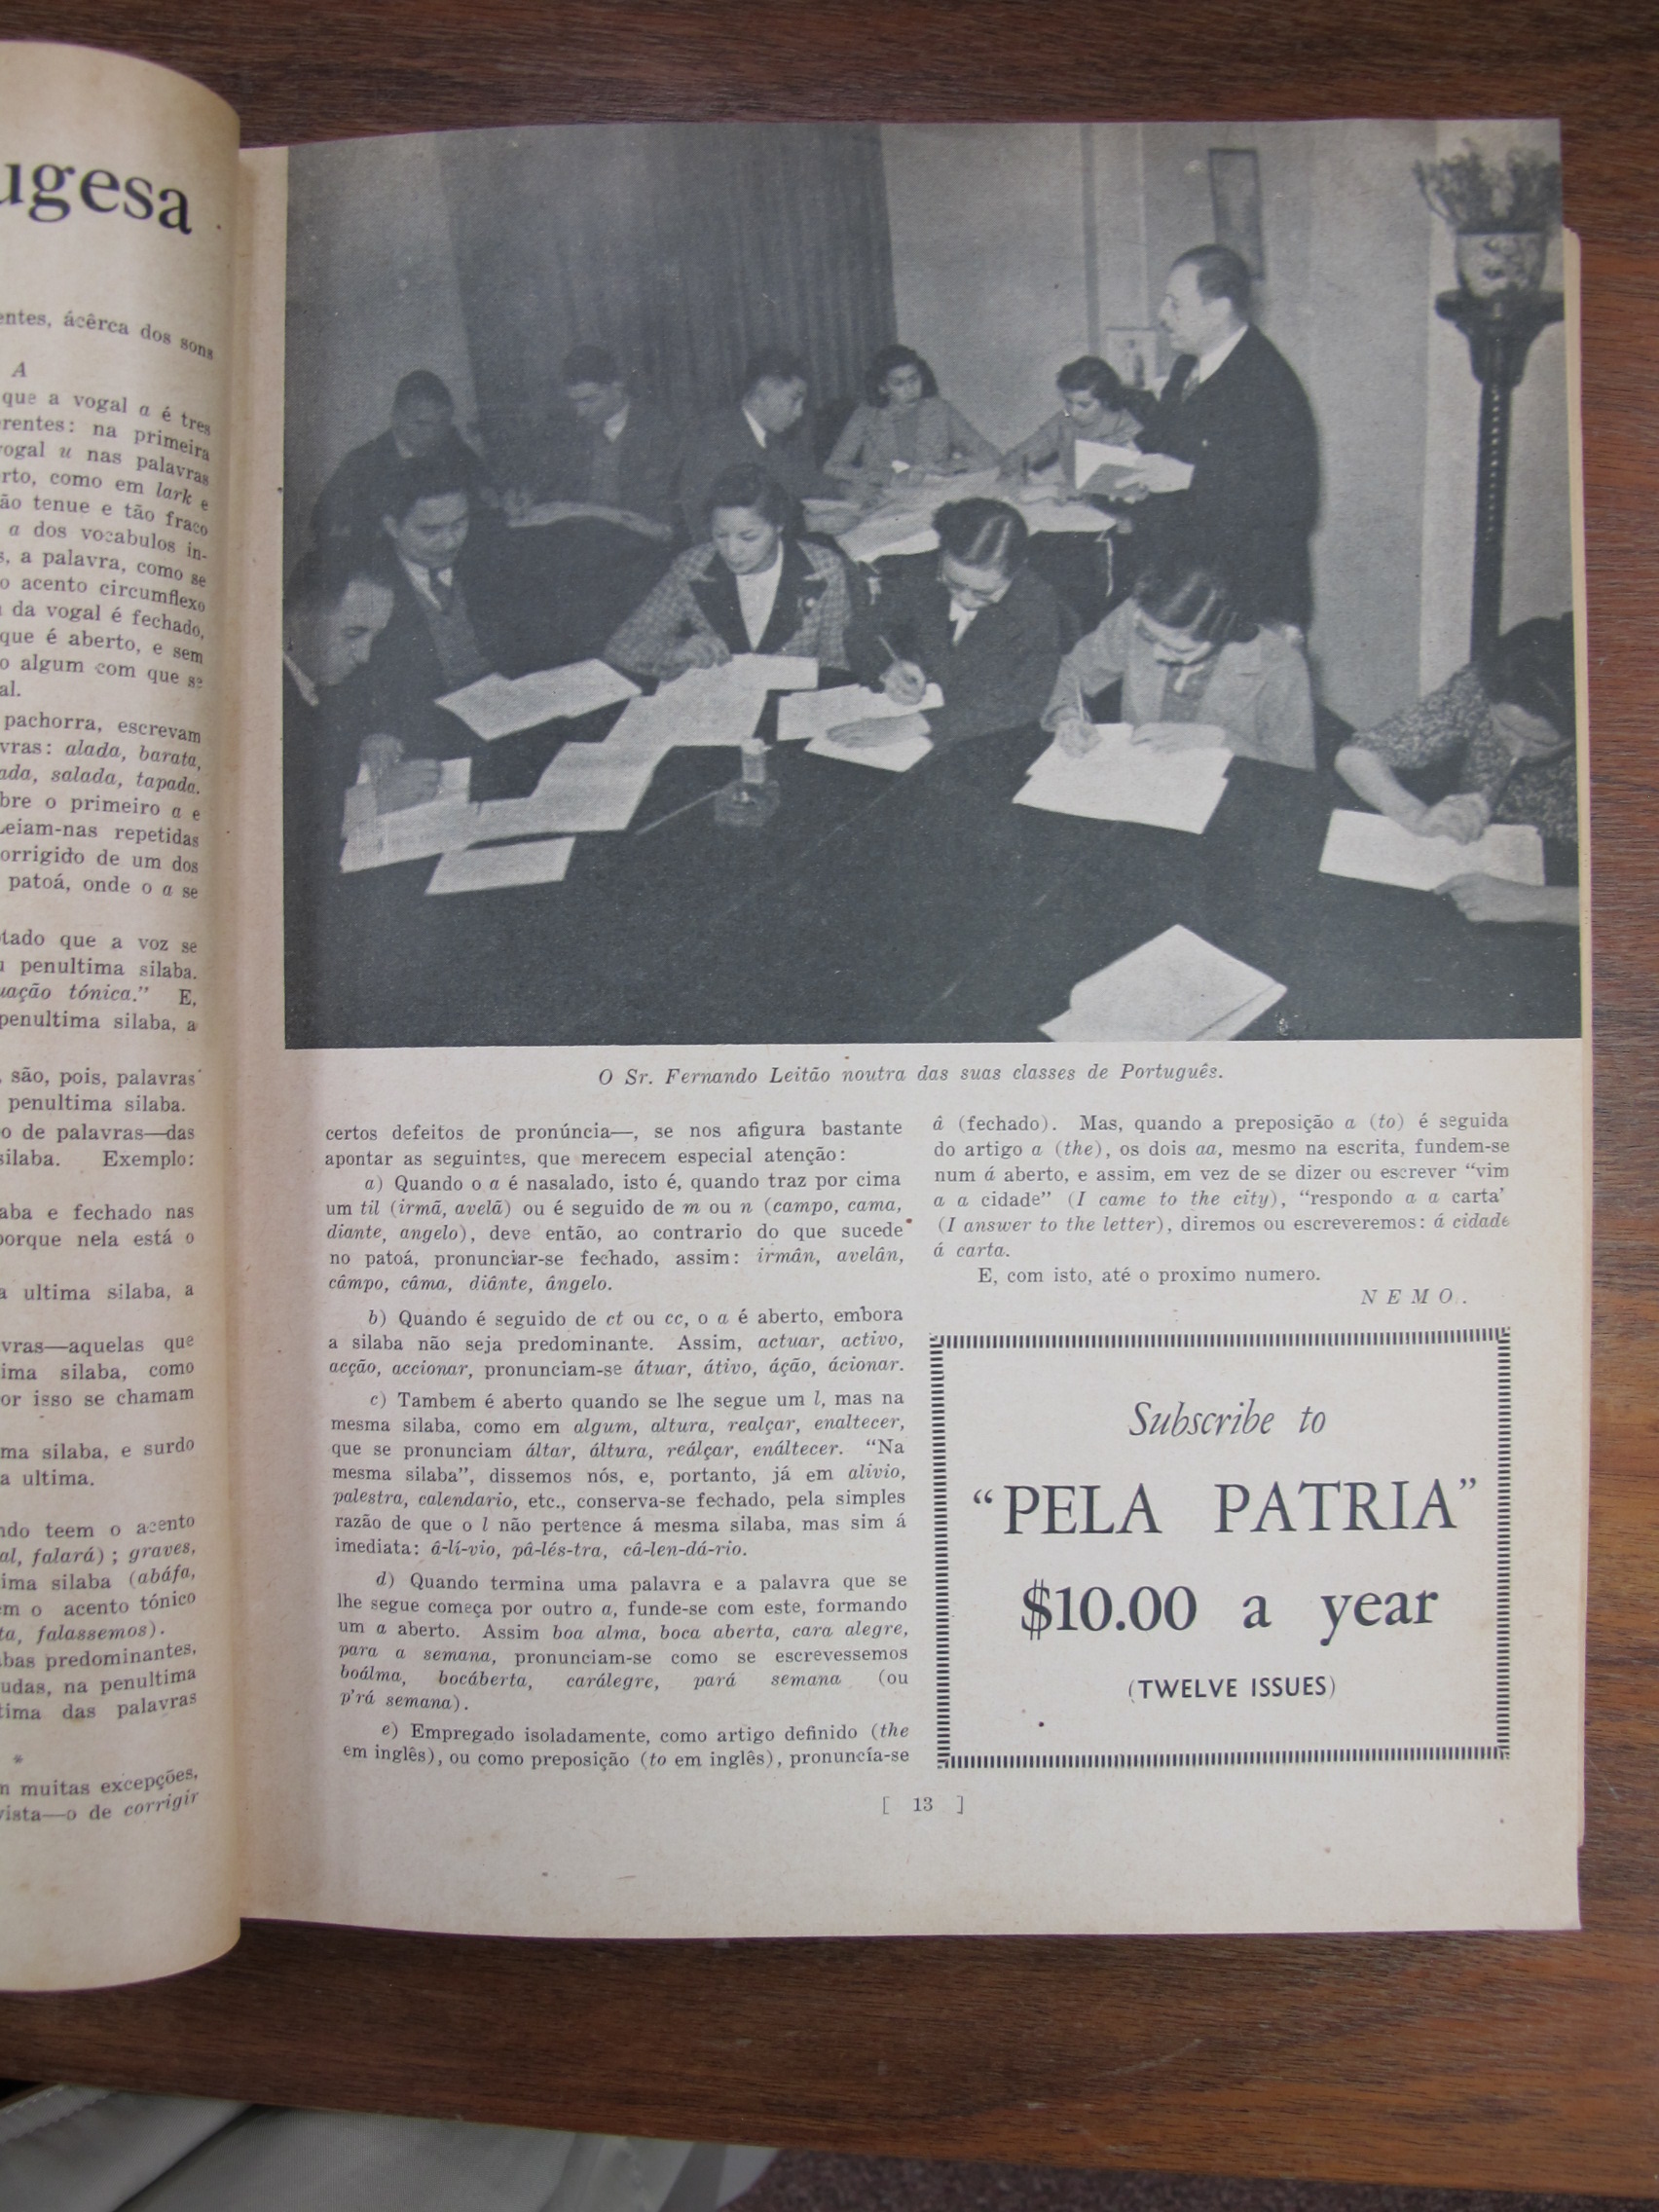 ugesa
entes, ácêrca dos sons
A
que a vogal a é tres
erentes: na primeira
vogal u nas palavras
rto, como em lark e
ão tenue e tão fraco
a dos vocabulos in-
s, a palavra, como se
o acento circumflexo
da vogal é fechado,
que é aberto, e sem
o algum com que se
al.
pachorra, escrevam
vras: alada, barata,
ada, salada, tapada.
bre o primeiro a e
Leiam-nas repetidas
orrigido de um dos
patoá, onde o a se
tado que a voz se
penultima silaba.
uação tónica.” E,
penultima silaba, a
são, pois, palavras
penultima silaba.
o de palavras—das
silaba. Exemplo:
aba e fechado nas
porque nela está o
a ultima silaba, a
vras—aquelas que
ima silaba, como
or isso se chamam
ma silaba, e surdo
a ultima.
ndo teem o acento
al, falará); graves,
ima silaba (abáfa,
em o acento tónico
ta, falassemos).
abas predominantes,
udas, na penultima
tima das palavras
*
m muitas excepções,
vista—o de corrigir
O Sr. Fernando Leitão noutra das suas classes de Português.
certos defeitos de pronúncia—, se nos afigura bastante
apontar as seguintes, que merecem especial atenção:
a) Quando o a é nasalado, isto é, quando traz por cima
um til (irmã, avelã) ou é seguido de m ou n (campo, cama,
diante, angelo), deve então, ao contrario do que sucede
no patoá, pronunciar-se fechado, assim: irmân, avelân,
câmpo, câma, diânte, ângelo.
b) Quando é seguido de ct ou cc, o a é aberto, embora
a silaba não seja predominante. Assim, actuar, activo,
acção, accionar, pronunciam-se átuar, átivo, áção, ácionar.
c) Tambem é aberto quando se lhe segue um l, mas na
mesma silaba, como em algum, altura, realçar, enaltecer,
que se pronunciam áltar, áltura, reálçar, enáltecer. “Na
mesma silaba”, dissemos nós, e, portanto, já em alivio,
palestra, calendario, etc., conserva-se fechado, pela simples
razão de que o l não pertence á mesma silaba, mas sim á
imediata: â-lí-vio, pâ-lés-tra, câ-len-dá-rio.
d) Quando termina uma palavra e a palavra que se
lhe segue começa por outro a, funde-se com este, formando
um a aberto. Assim boa alma, boca aberta, cara alegre,
para a semana, pronunciam-se como se escrevessemos
boálma, bocáberta, carálegre, pará semana (ou
p'rá semana).
e) Empregado isoladamente, como artigo definido (the
em inglês), ou como preposição (to em inglês), pronuncía-se
â (fechado). Mas, quando a preposição a (to) é seguida
do artigo a (the), os dois aa, mesmo na escrita, fundem-se
num á aberto, e assim, em vez de se dizer ou escrever “vim
a a cidade” (I came to the city), “respondo a a carta’
(I answer to the letter), diremos ou escreveremos: á cidade
á carta.
E, com isto, até o proximo numero.
NEMO.
Subscribe to
“PELA PATRIA”
$10.00 a year
(TWELVE ISSUES)
[ 13 ]